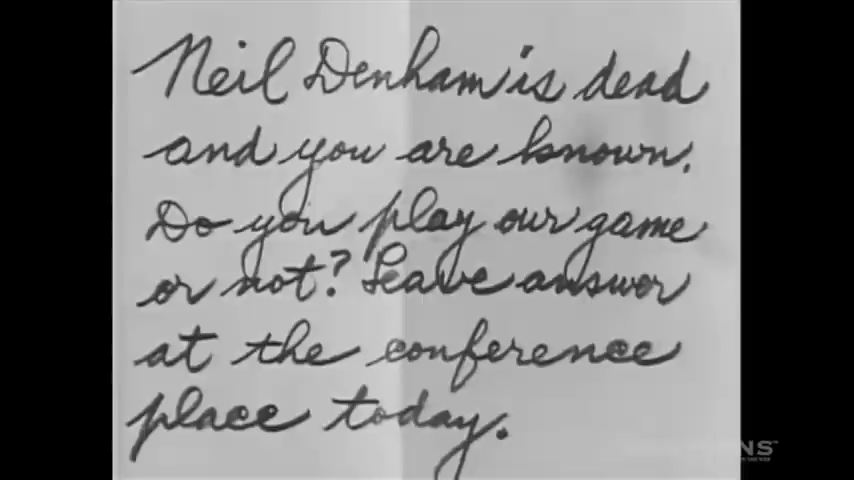 Neil Denham is dead
and you are known.
Do you play our game
or not? Leave answer
at the conference
place today.
NS